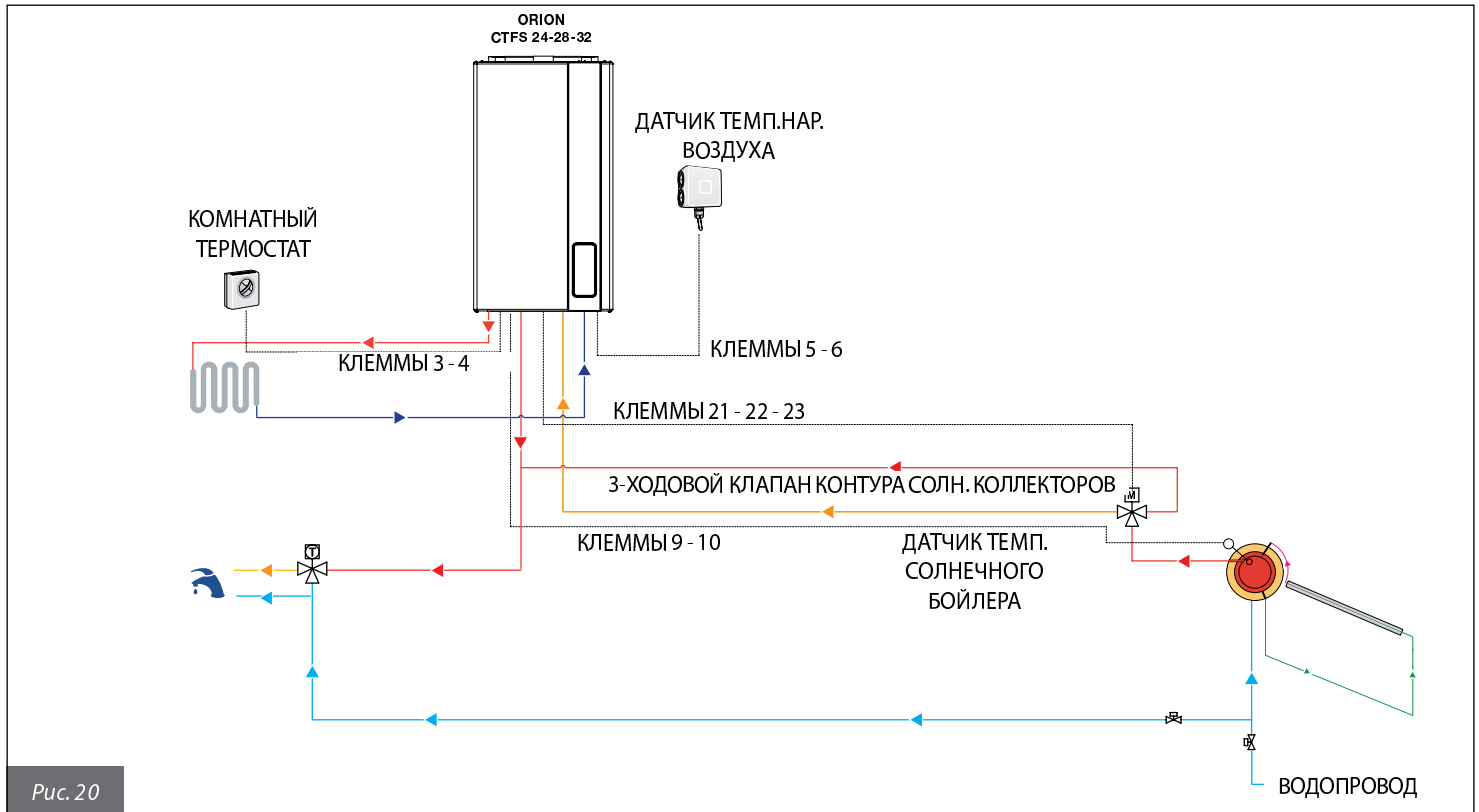 ORION
CTFS 24-28-32
ДАТЧИК ТЕМП.НАР.
ВОЗДУХА
КОМНАТНЫЙ
ТЕРМОСТАТ
КЛЕММЫ 3 - 4
КЛЕММЫ 5 - 6
КЛЕММЫ 21 - 22 - 23
3-ХОДОВОЙ КЛАПАН КОНТУРА СОЛН. КОЛЛЕКТОРОВ
M
КЛЕММЫ 9 - 10
ДАТЧИК ТЕМП.
СОЛНЕЧНОГО
БОЙЛЕРА
T
ВОДОПРОВОД
Рис. 20